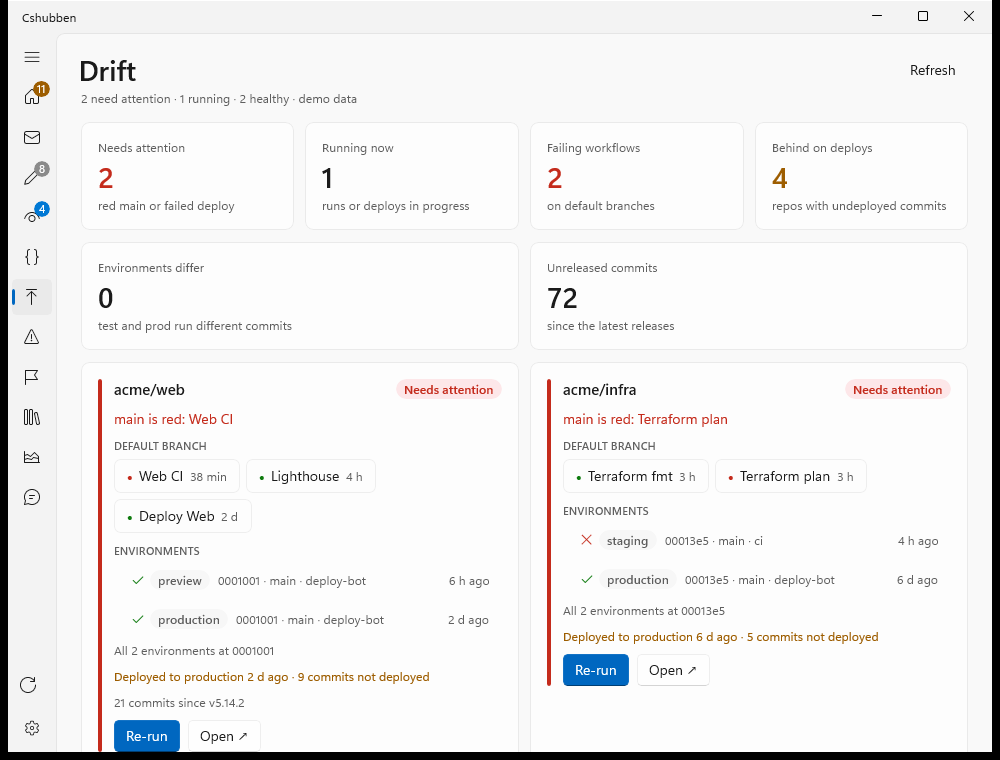 Cshubben
Drift
Refresh
2 need attention · 1 running · 2 healthy · demo data
11
8
4
Needs attention
2
red main or failed deploy
Running now
1
runs or deploys in progress
Failing workflows
2
on default branches
Behind on deploys
4
repos with undeployed commits
Environments differ
0
test and prod run different commits
Unreleased commits
72
since the latest releases
acme/web
Needs attention
main is red: Web CI
DEFAULT BRANCH
Web CI 38 min
Lighthouse 4 h
Deploy Web 2 d
ENVIRONMENTS
preview 0001001 · main · deploy-bot 6 h ago
production 0001001 · main · deploy-bot 2 d ago
All 2 environments at 0001001
Deployed to production 2 d ago · 9 commits not deployed
21 commits since v5.14.2
Re-run
Open ↗
acme/infra
Needs attention
main is red: Terraform plan
DEFAULT BRANCH
Terraform fmt 3 h
Terraform plan 3 h
ENVIRONMENTS
staging 00013e5 · main · ci 4 h ago
production 00013e5 · main · deploy-bot 6 d ago
All 2 environments at 00013e5
Deployed to production 6 d ago · 5 commits not deployed
Re-run
Open ↗